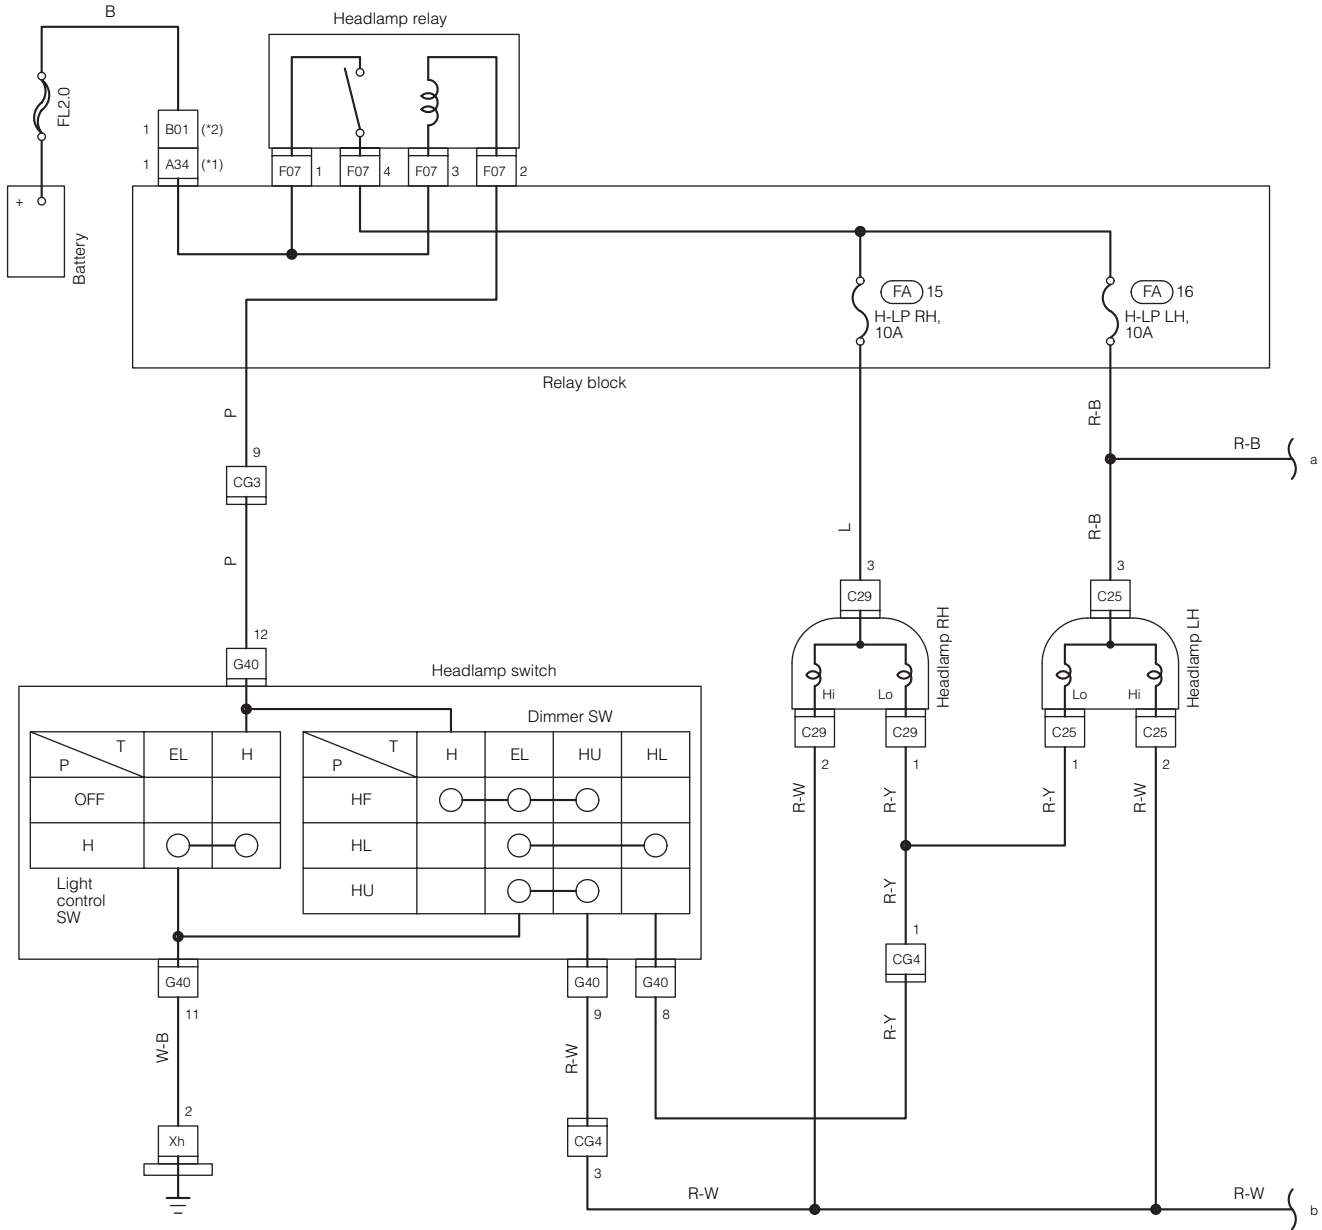 B
Headlamp relay
FL2.0
1 B01 (*2)
1 A34 (*1)
F07 1 F07 4 F07 3 F07 2
+
Battery
FA 15
H-LP RH,
10A
FA 16
H-LP LH,
10A
Relay block
P
R-B
R-B
a
9
CG3
L
R-B
P
3
C29
3
C25
12
G40
Headlamp RH
Headlamp LH
Headlamp switch
Hi Lo
Lo Hi
Dimmer SW
C29 C29 C25 C25
2 1 1 2
T EL H
P
OFF
H
T H EL HU HL
P
HF
HL
HU
R-W R-Y R-Y R-W
Light
control
SW
R-Y
1
CG4
G40 G40 G40
11 9 8
W-B R-W R-Y
2
Xh
CG4
3
R-W R-W
b